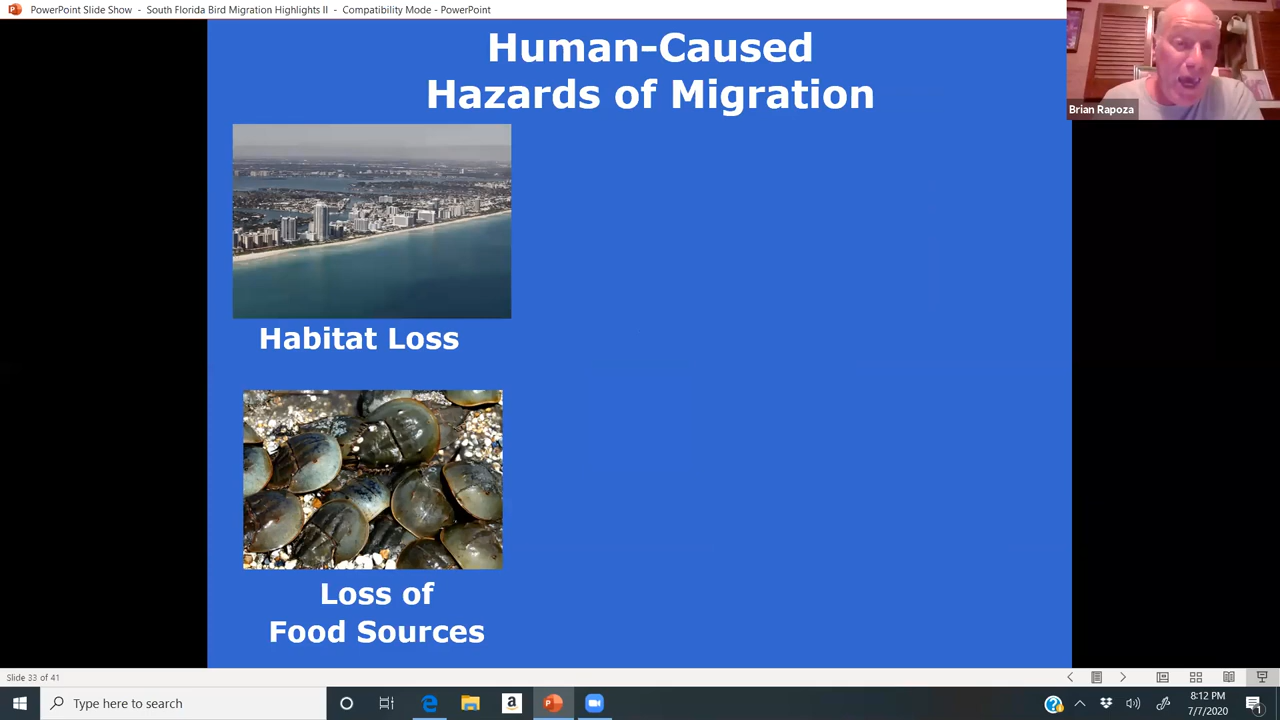 PowerPoint Slide Show - South Florida Bird Migration Highlights II - Compatibility Mode - PowerPoint
Human-Caused
Hazards of Migration
Brian Rapoza
Habitat Loss
Loss of
Food Sources
Slide 33 of 41
Type here to search
8:12 PM
7/7/2020
1